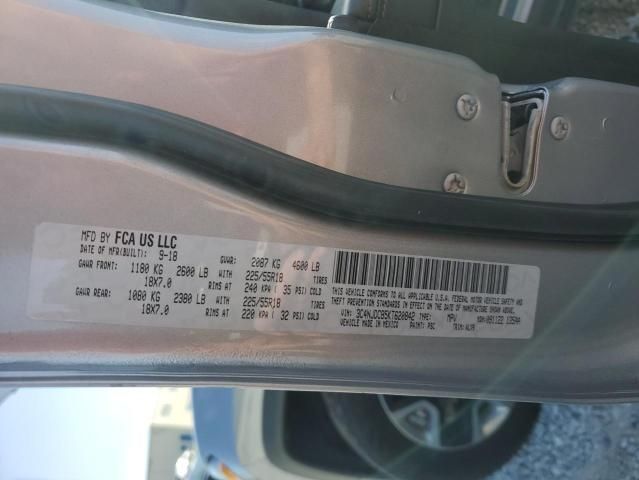 MFD BY FCA US LLC
DATE OF MFR(BUILT): 9-18 GVWR: 2087 KG 4600 LB
GAWR FRONT: 1180 KG 2600 LB WITH 225/55R18 TIRES
18X7.0 RIMS AT 240 KPA ( 35 PSI) COLD
GAWR REAR: 1080 KG 2380 LB WITH 225/55R18 TIRES
18X7.0 RIMS AT 220 KPA ( 32 PSI) COLD
THIS VEHICLE CONFORMS TO ALL APPLICABLE U.S.A. FEDERAL MOTOR VEHICLE SAFETY AND
THEFT PREVENTION STANDARDS IN EFFECT ON THE DATE OF MANUFACTURE SHOWN ABOVE.
VIN: 3C4NJDCB5KT620842 TYPE: MPV
VEHICLE MADE IN MEXICO PAINT: PSC TRIM: